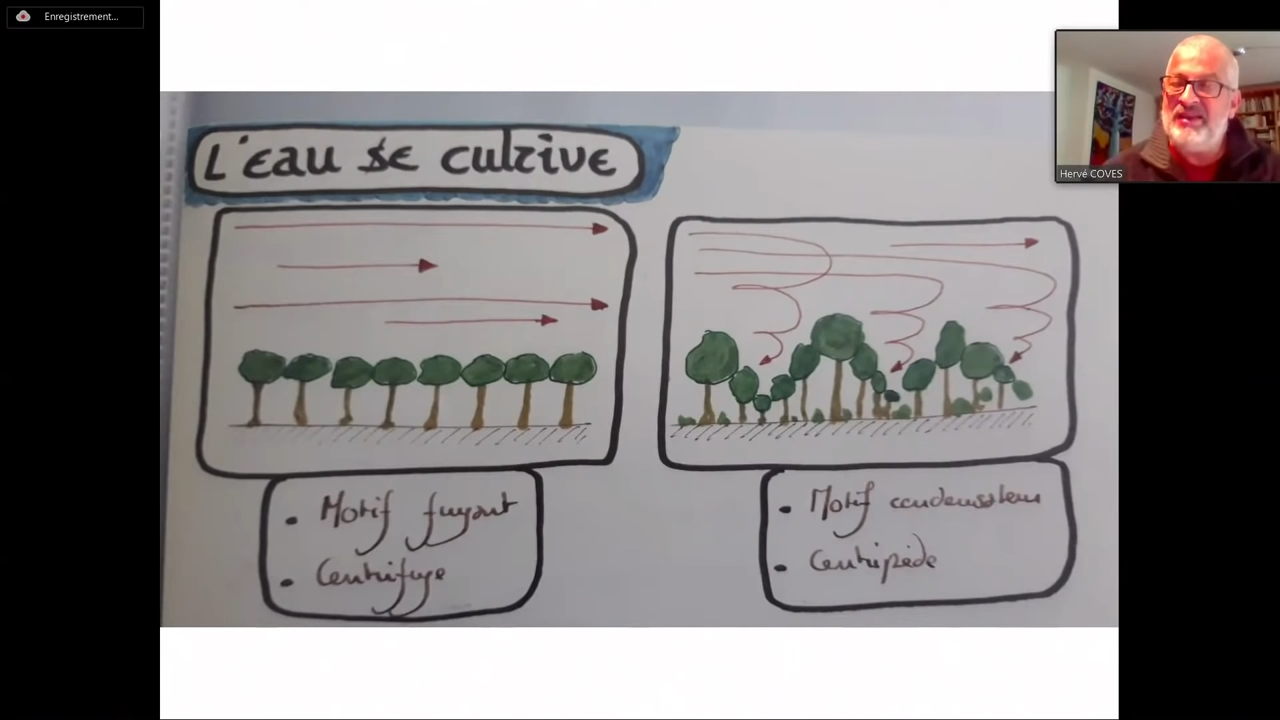 Enregistrement...
L'eau se cultive
Hervé COVES
• Motif fuyant
• Centrifuge
• Motif condensateur
• Centripède